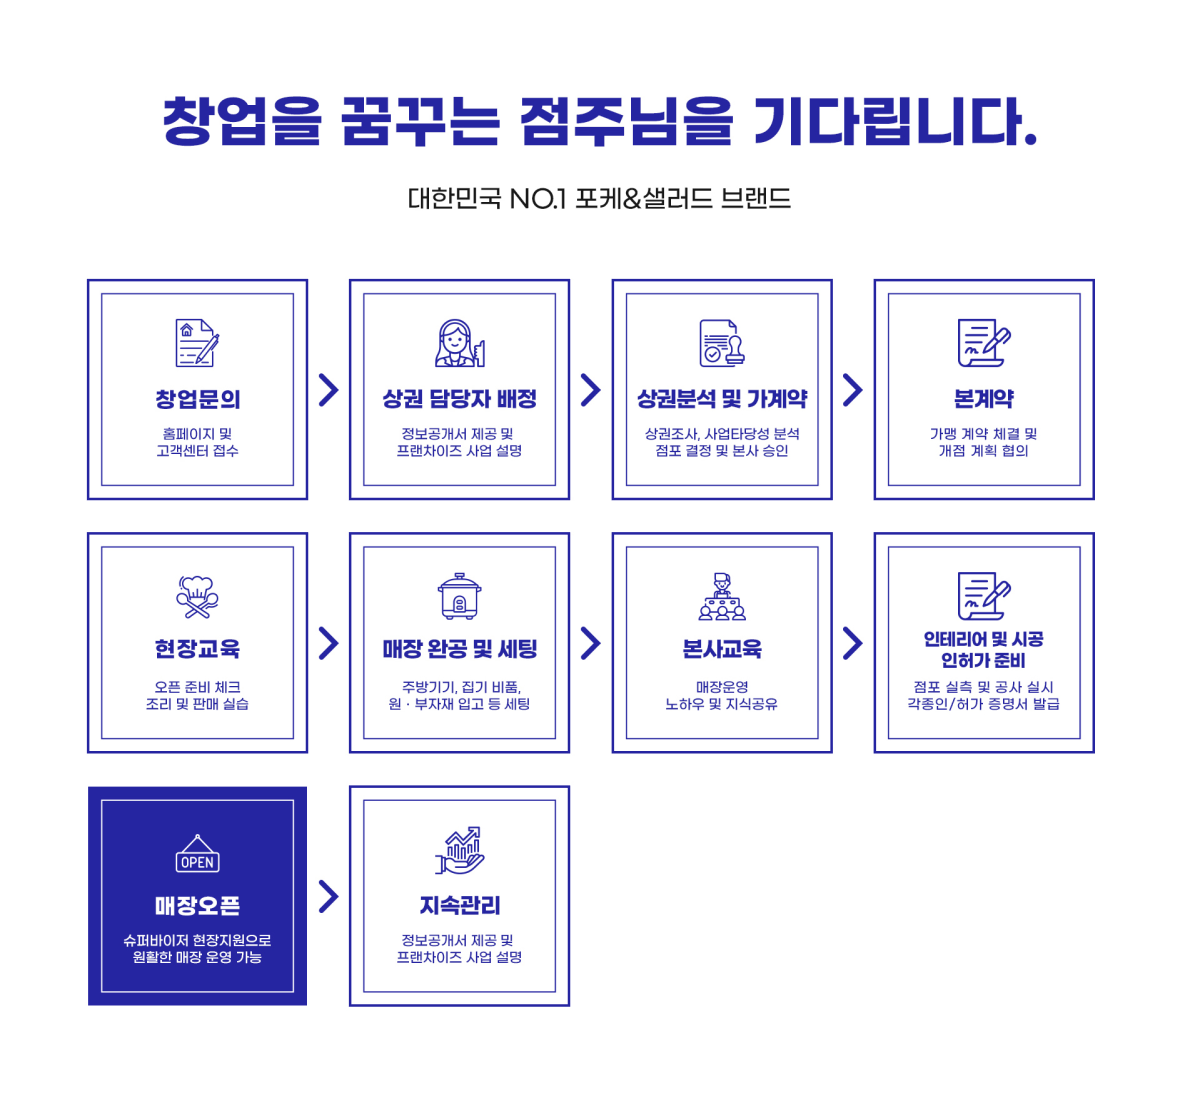 창업을 꿈꾸는 점주님을 기다립니다.
대한민국 NO.1 포케&샐러드 브랜드
창업문의
홈페이지 및
고객센터 접수
상권 담당자 배정
정보공개서 제공 및
프랜차이즈 사업 설명
상권분석 및 가계약
상권조사, 사업타당성 분석
점포 결정 및 본사 승인
본계약
가맹 계약 체결 및
개점 계획 협의
현장교육
오픈 준비 체크
조리 및 판매 실습
매장 완공 및 세팅
주방기기, 집기 비품,
원 · 부자재 입고 등 세팅
본사교육
매장운영
노하우 및 지식공유
인테리어 및 시공
인허가 준비
점포 실측 및 공사 실시
각종인/허가 증명서 발급
OPEN
매장오픈
슈퍼바이저 현장지원으로
원활한 매장 운영 가능
지속관리
정보공개서 제공 및
프랜차이즈 사업 설명